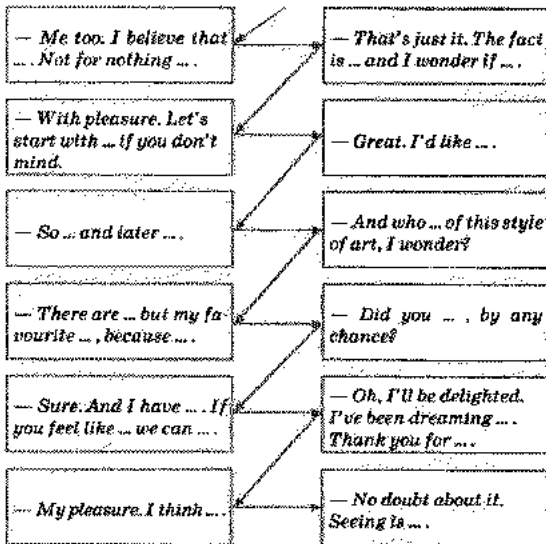 — Me too. I believe that
.... Not for nothing ....
— That's just it. The fact
is ... and I wonder if ....
— With pleasure. Let's
start with ... if you don't
mind.
— Great. I'd like ....
— So ... and later ....
— And who ... of this style
of art, I wonder?
— There are ... but my fa-
vourite ..., because ....
— Did you ..., by any
chance?
— Sure. And I have .... If
you feel like ... we can ....
— Oh, I'll be delighted.
I've been dreaming ....
Thank you for ....
— My pleasure. I think ....
— No doubt about it.
Seeing is ....